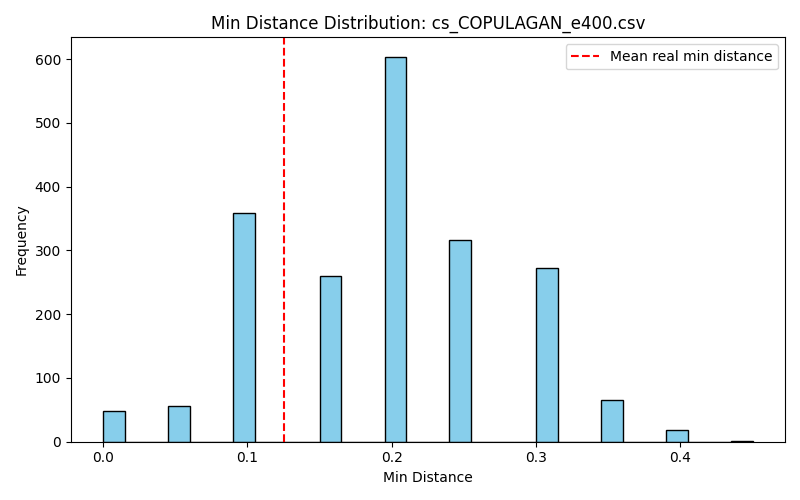 Min Distance Distribution: cs_COPULAGAN_e400.csv
Mean real min distance
Frequency
600
500
400
300
200
100
0
0.0 0.1 0.2 0.3 0.4
Min Distance